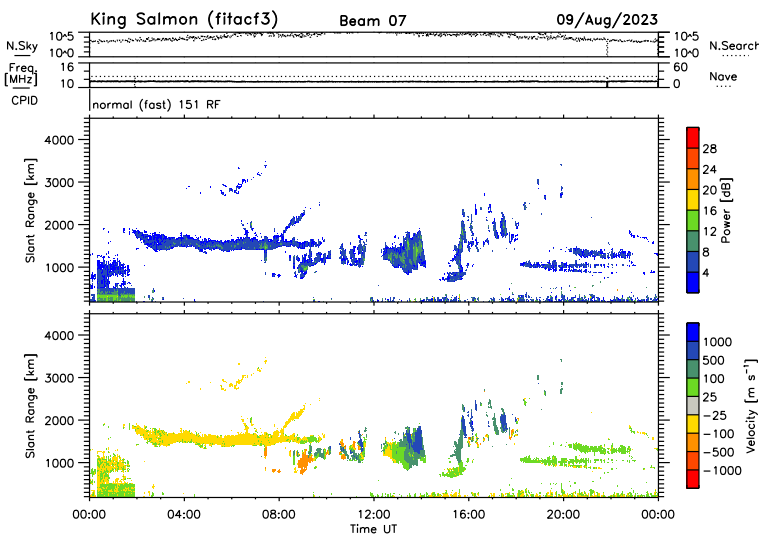 King Salmon (fitacf3) Beam 07 09/Aug/2023
N.Sky 10^5 10^0 10^5 10^0 N.Search
Freq. [MHz] 16 10 60 0 Nave
CPID normal (fast) 151 RF
Slant Range [km] 4000 3000 2000 1000
Power [dB] 28 24 20 16 12 8 4
Slant Range [km] 4000 3000 2000 1000
Velocity [m s⁻¹] 1000 500 100 25 −25 −100 −500 −1000
00:00 04:00 08:00 12:00 16:00 20:00 00:00
Time UT